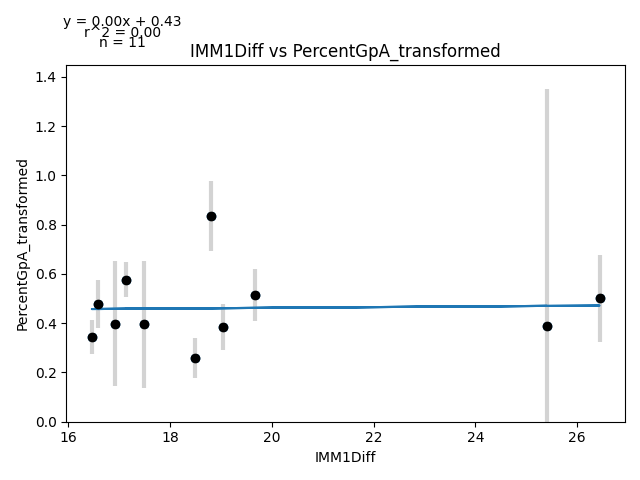 y = 0.00x + 0.43
r^2 = 0.00
n = 11
IMM1Diff vs PercentGpA_transformed
PercentGpA_transformed
1.4
1.2
1.0
0.8
0.6
0.4
0.2
0.0
16
18
20
22
24
26
IMM1Diff